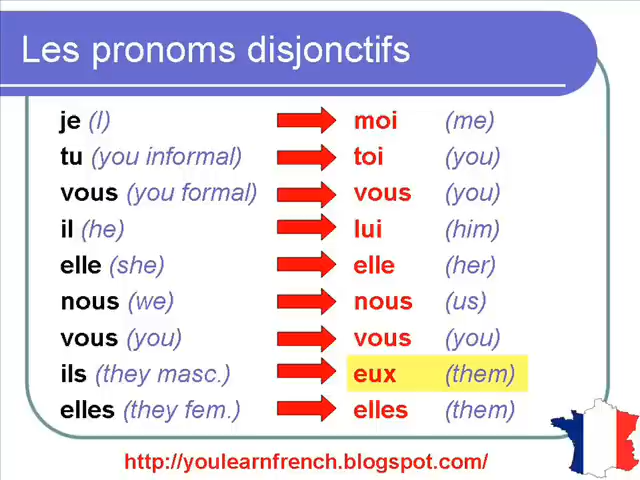 Les pronoms disjonctifs
je (I) moi (me)
tu (you informal) toi (you)
vous (you formal) vous (you)
il (he) lui (him)
elle (she) elle (her)
nous (we) nous (us)
vous (you) vous (you)
ils (they masc.) eux (them)
elles (they fem.) elles (them)
http://youlearnfrench.blogspot.com/